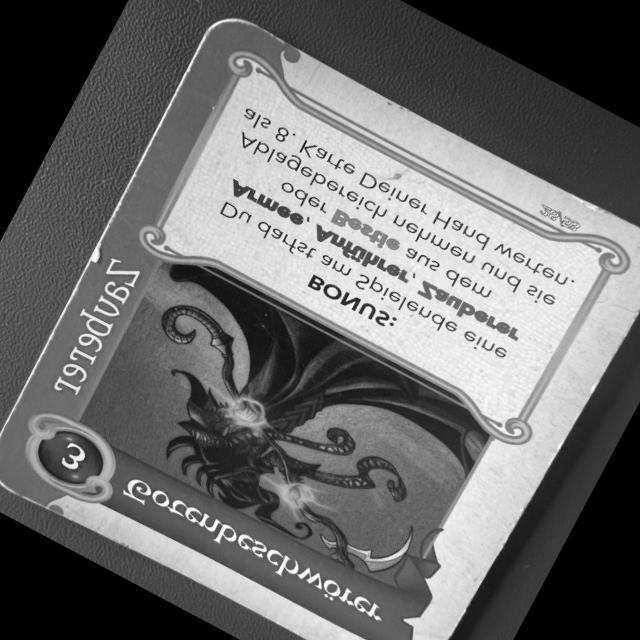 3
Totenbeschwörer
Zauberer
BONUS:
Du darfst am Spielende eine
Armee, Anführer, Zauberer
oder Bestie aus dem
Ablagebereich nehmen und sie
als 8. Karte Deiner Hand werten.